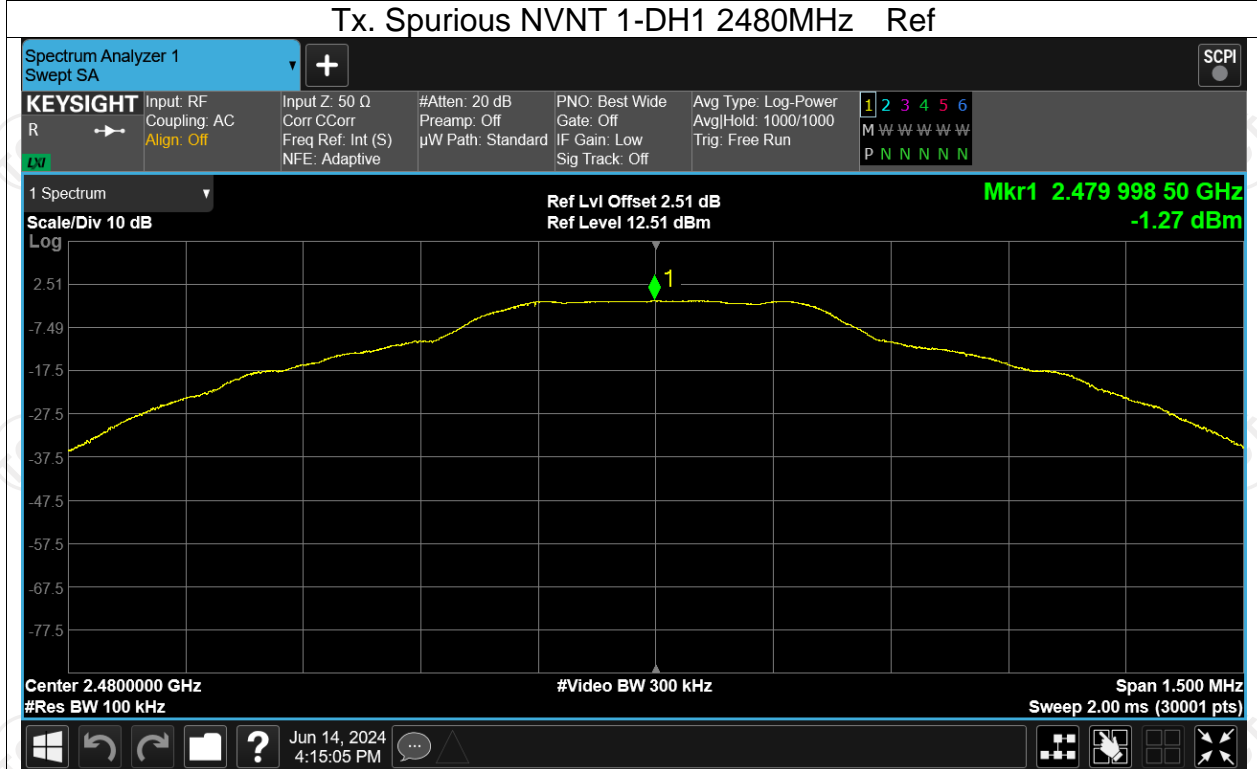 Tx. Spurious NVNT 1-DH1 2480MHz Ref
Spectrum Analyzer 1
Swept SA
SCPI
KEYSIGHT
R
LXI
Input: RF
Coupling: AC
Align: Off
Input Z: 50 Ω
Corr CCorr
Freq Ref: Int (S)
NFE: Adaptive
#Atten: 20 dB
Preamp: Off
µW Path: Standard
PNO: Best Wide
Gate: Off
IF Gain: Low
Sig Track: Off
Avg Type: Log-Power
Avg|Hold: 1000/1000
Trig: Free Run
1 2 3 4 5 6
M W W W W W
P N N N N N
1 Spectrum
Scale/Div 10 dB
Log
Ref Lvl Offset 2.51 dB
Ref Level 12.51 dBm
Mkr1 2.479 998 50 GHz
-1.27 dBm
1
2.51
-7.49
-17.5
-27.5
-37.5
-47.5
-57.5
-67.5
-77.5
Center 2.4800000 GHz
#Res BW 100 kHz
#Video BW 300 kHz
Span 1.500 MHz
Sweep 2.00 ms (30001 pts)
?
Jun 14, 2024
4:15:05 PM